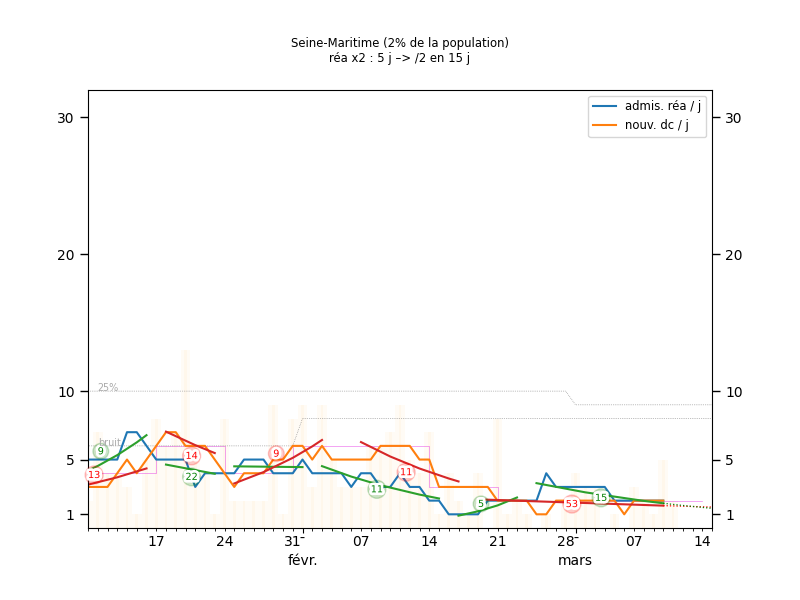 Seine-Maritime (2% de la population)
réa x2 : 5 j –> /2 en 15 j
admis. réa / j
nouv. dc / j
30 30
20 20
10 10
5 5
1 1
25%
bruit
9
13
14
22
9
11
11
5
53
15
17 24 31 07 14 21 28 07 14
févr. mars